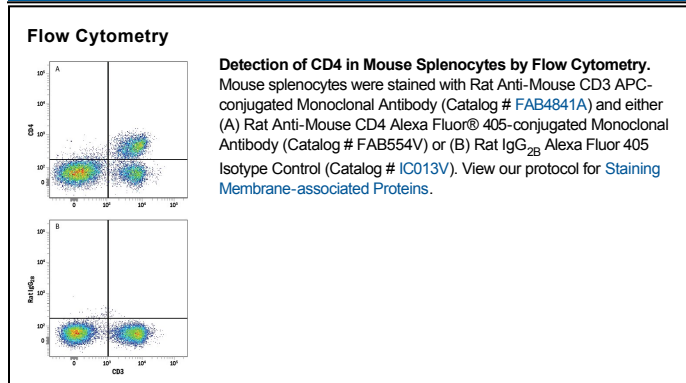 Flow Cytometry
Detection of CD4 in Mouse Splenocytes by Flow Cytometry.
Mouse splenocytes were stained with Rat Anti-Mouse CD3 APC-
conjugated Monoclonal Antibody (Catalog # FAB4841A) and either
(A) Rat Anti-Mouse CD4 Alexa Fluor® 405-conjugated Monoclonal
Antibody (Catalog # FAB554V) or (B) Rat IgG2B Alexa Fluor 405
Isotype Control (Catalog # IC013V). View our protocol for Staining
Membrane-associated Proteins.
A
CD4
0
B
Rat IgG2B
0
CD3